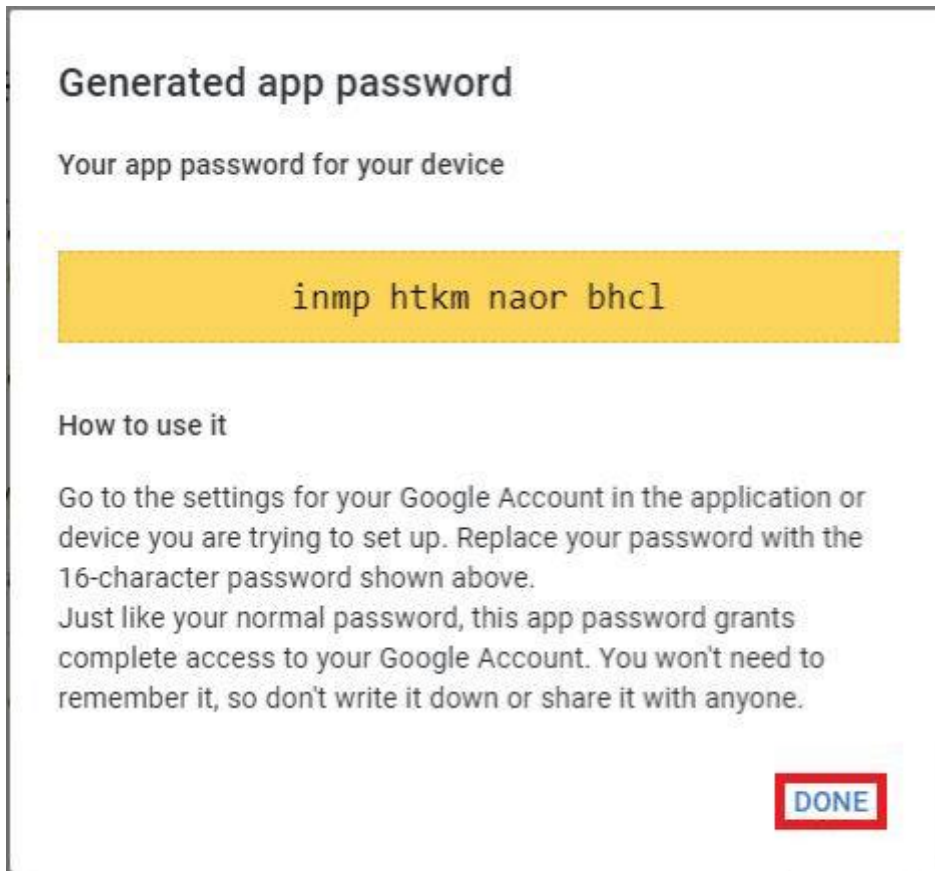 Generated app password
Your app password for your device
inmp htkm naor bhcl
How to use it
Go to the settings for your Google Account in the application or
device you are trying to set up. Replace your password with the
16-character password shown above.
Just like your normal password, this app password grants
complete access to your Google Account. You won't need to
remember it, so don't write it down or share it with anyone.
DONE